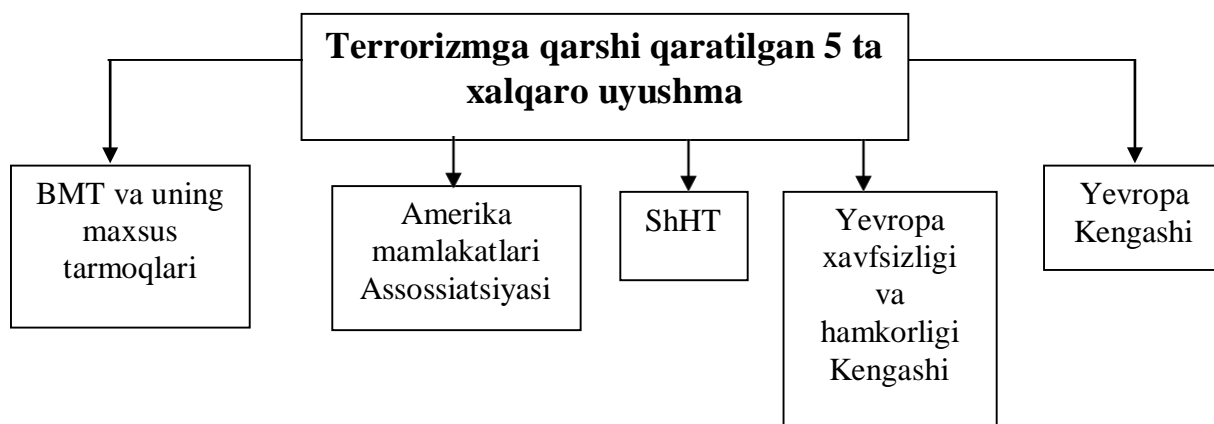 Terrorizmga qarshi qaratilgan 5 ta
xalqaro uyushma
BMT va uning
maxsus
tarmoqlari
Amerika
mamlakatlari
Assossiatsiyasi
ShHT
Yevropa
xavfsizligi
va
hamkorligi
Kengashi
Yevropa
Kengashi